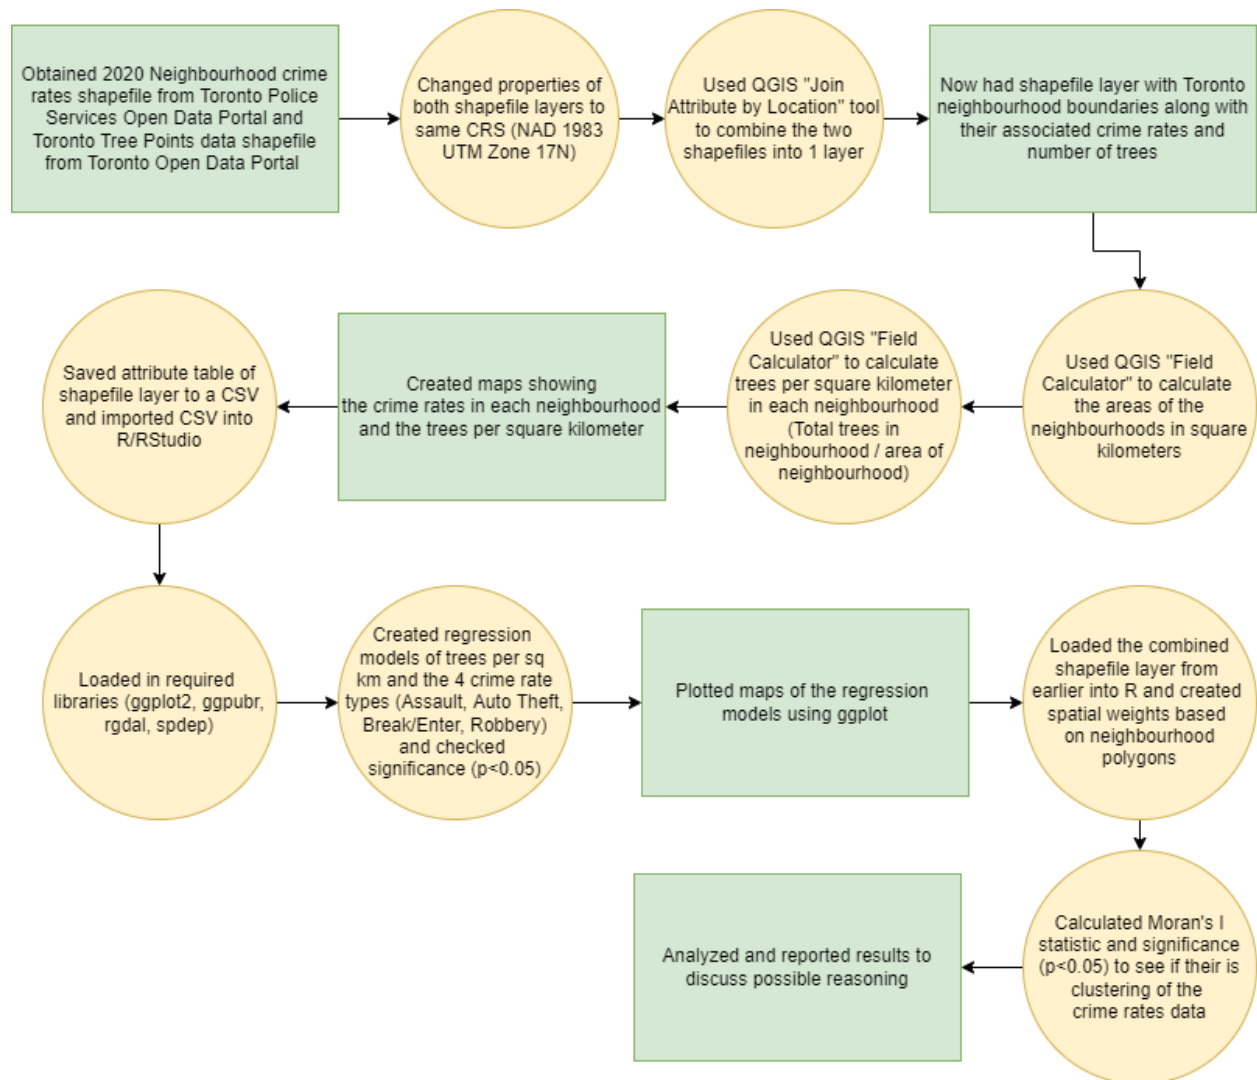 Obtained 2020 Neighbourhood crime
rates shapefile from Toronto Police
Services Open Data Portal and
Toronto Tree Points data shapefile
from Toronto Open Data Portal
Changed properties of
both shapefile layers to
same CRS (NAD 1983
UTM Zone 17N)
Used QGIS "Join
Attribute by Location" tool
to combine the two
shapefiles into 1 layer
Now had shapefile layer with Toronto
neighbourhood boundaries along with
their associated crime rates and
number of trees
Used QGIS "Field
Calculator" to calculate
the areas of the
neighbourhoods in square
kilometers
Used QGIS "Field
Calculator" to calculate
trees per square kilometer
in each neighbourhood
(Total trees in
neighbourhood / area of
neighbourhood)
Created maps showing
the crime rates in each neighbourhood
and the trees per square kilometer
Saved attribute table of
shapefile layer to a CSV
and imported CSV into
R/RStudio
Loaded in required
libraries (ggplot2, ggpubr,
rgdal, spdep)
Created regression
models of trees per sq
km and the 4 crime rate
types (Assault, Auto Theft,
Break/Enter, Robbery)
and checked
significance (p<0.05)
Plotted maps of the regression
models using ggplot
Loaded the combined
shapefile layer from
earlier into R and created
spatial weights based
on neighbourhood
polygons
Calculated Moran's I
statistic and significance
(p<0.05) to see if their is
clustering of the
crime rates data
Analyzed and reported results to
discuss possible reasoning